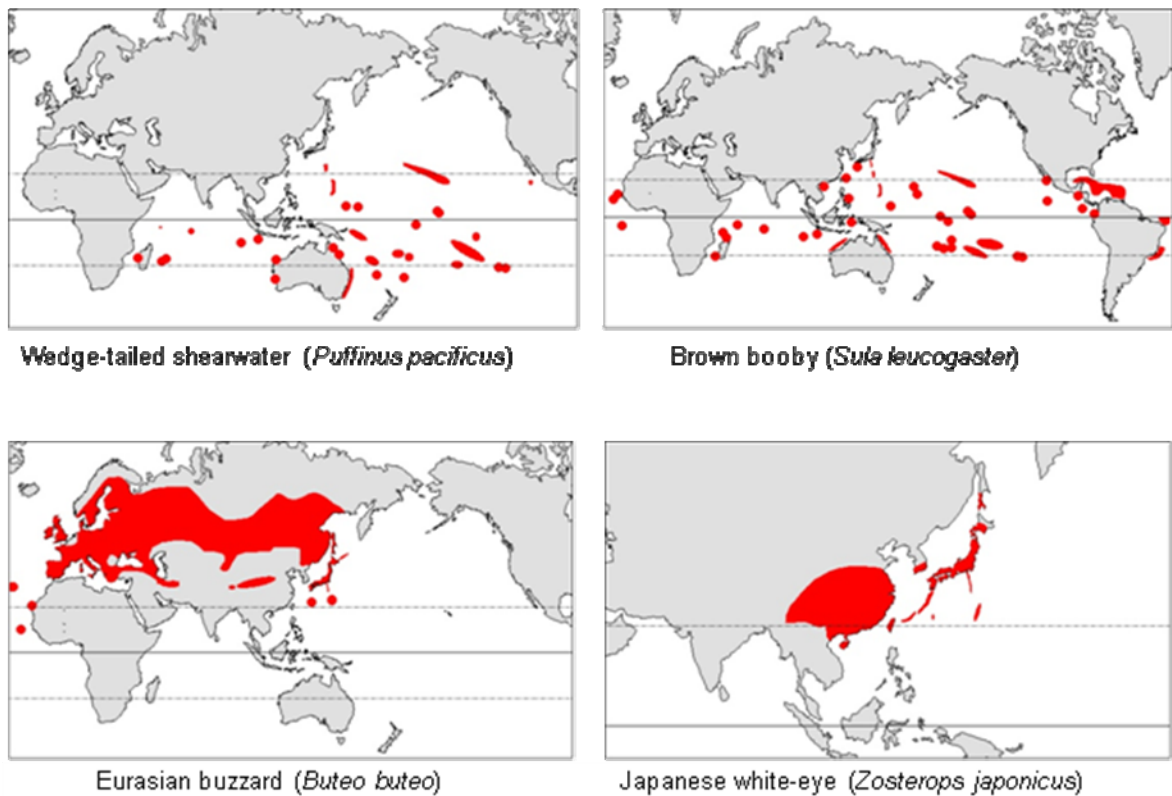 Wedge-tailed shearwater (Puffinus pacificus)
Brown booby (Sula leucogaster)
Eurasian buzzard (Buteo buteo)
Japanese white-eye (Zosterops japonicus)